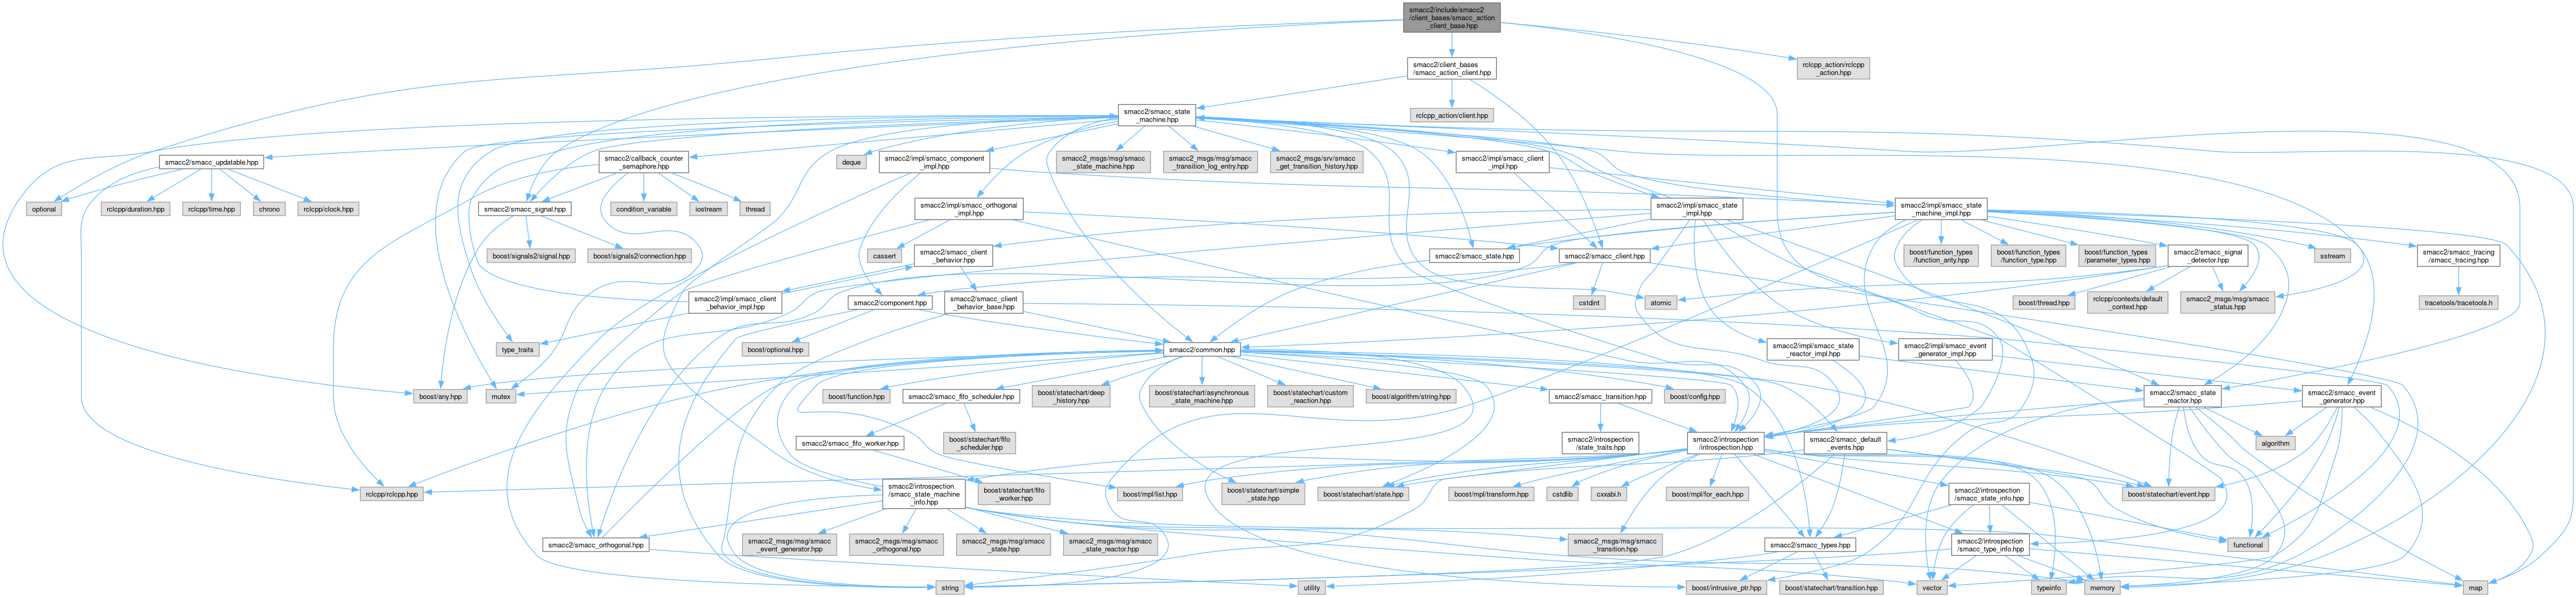 smacc2/include/smacc2
/client_bases/smacc_action
_client_base.hpp
smacc2/client_bases
/smacc_action_client.hpp
rclcpp_action/rclcpp
_action.hpp
smacc2/smacc_state
_machine.hpp
rclcpp_action/client.hpp
smacc2/smacc_updatable.hpp
smacc2/callback_counter
_semaphore.hpp
deque
smacc2/impl/smacc_component
_impl.hpp
smacc2_msgs/msg/smacc
_state_machine.hpp
smacc2_msgs/msg/smacc
_transition_log_entry.hpp
smacc2_msgs/srv/smacc
_get_transition_history.hpp
smacc2/impl/smacc_client
_impl.hpp
optional
rclcpp/duration.hpp
rclcpp/time.hpp
chrono
rclcpp/clock.hpp
smacc2/smacc_signal.hpp
condition_variable
iostream
thread
smacc2/impl/smacc_orthogonal
_impl.hpp
smacc2/impl/smacc_state
_impl.hpp
smacc2/impl/smacc_state
_machine_impl.hpp
boost/signals2/signal.hpp
boost/signals2/connection.hpp
cassert
smacc2/smacc_client
_behavior.hpp
smacc2/smacc_state.hpp
smacc2/smacc_client.hpp
boost/function_types
/function_arity.hpp
boost/function_types
/function_type.hpp
boost/function_types
/parameter_types.hpp
smacc2/smacc_signal
_detector.hpp
sstream
smacc2/smacc_tracing
/smacc_tracing.hpp
smacc2/impl/smacc_client
_behavior_impl.hpp
smacc2/component.hpp
smacc2/smacc_client
_behavior_base.hpp
cstdint
atomic
boost/thread.hpp
rclcpp/contexts/default
_context.hpp
smacc2_msgs/msg/smacc
_status.hpp
tracetools/tracetools.h
type_traits
boost/optional.hpp
smacc2/common.hpp
smacc2/impl/smacc_state
_reactor_impl.hpp
smacc2/impl/smacc_event
_generator_impl.hpp
boost/any.hpp
mutex
boost/function.hpp
smacc2/smacc_fifo_scheduler.hpp
boost/statechart/deep
_history.hpp
boost/statechart/asynchronous
_state_machine.hpp
boost/statechart/custom
_reaction.hpp
boost/algorithm/string.hpp
smacc2/smacc_transition.hpp
boost/config.hpp
smacc2/smacc_state
_reactor.hpp
smacc2/smacc_event
_generator.hpp
smacc2/smacc_fifo_worker.hpp
boost/statechart/fifo
_scheduler.hpp
smacc2/introspection
/state_traits.hpp
smacc2/introspection
/introspection.hpp
smacc2/smacc_default
_events.hpp
algorithm
rclcpp/rclcpp.hpp
smacc2/introspection
/smacc_state_machine
_info.hpp
boost/statechart/fifo
_worker.hpp
boost/mpl/list.hpp
boost/statechart/simple
_state.hpp
boost/statechart/state.hpp
boost/mpl/transform.hpp
cstdlib
cxxabi.h
boost/mpl/for_each.hpp
smacc2/introspection
/smacc_state_info.hpp
boost/statechart/event.hpp
smacc2/smacc_orthogonal.hpp
smacc2_msgs/msg/smacc
_event_generator.hpp
smacc2_msgs/msg/smacc
_orthogonal.hpp
smacc2_msgs/msg/smacc
_state.hpp
smacc2_msgs/msg/smacc
_state_reactor.hpp
smacc2_msgs/msg/smacc
_transition.hpp
smacc2/smacc_types.hpp
smacc2/introspection
/smacc_type_info.hpp
functional
string
utility
boost/intrusive_ptr.hpp
boost/statechart/transition.hpp
vector
typeinfo
memory
map